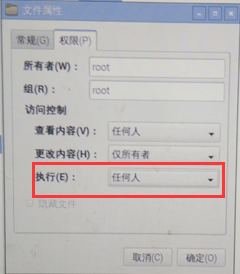 文件属性
常规(G) 权限(P)
所有者(W)： root
组(R)： root
访问控制
查看内容(V)： 任何人
更改内容(H)： 仅所有者
执行(E)： 任何人
隐藏文件
取消(C) 确定(O)